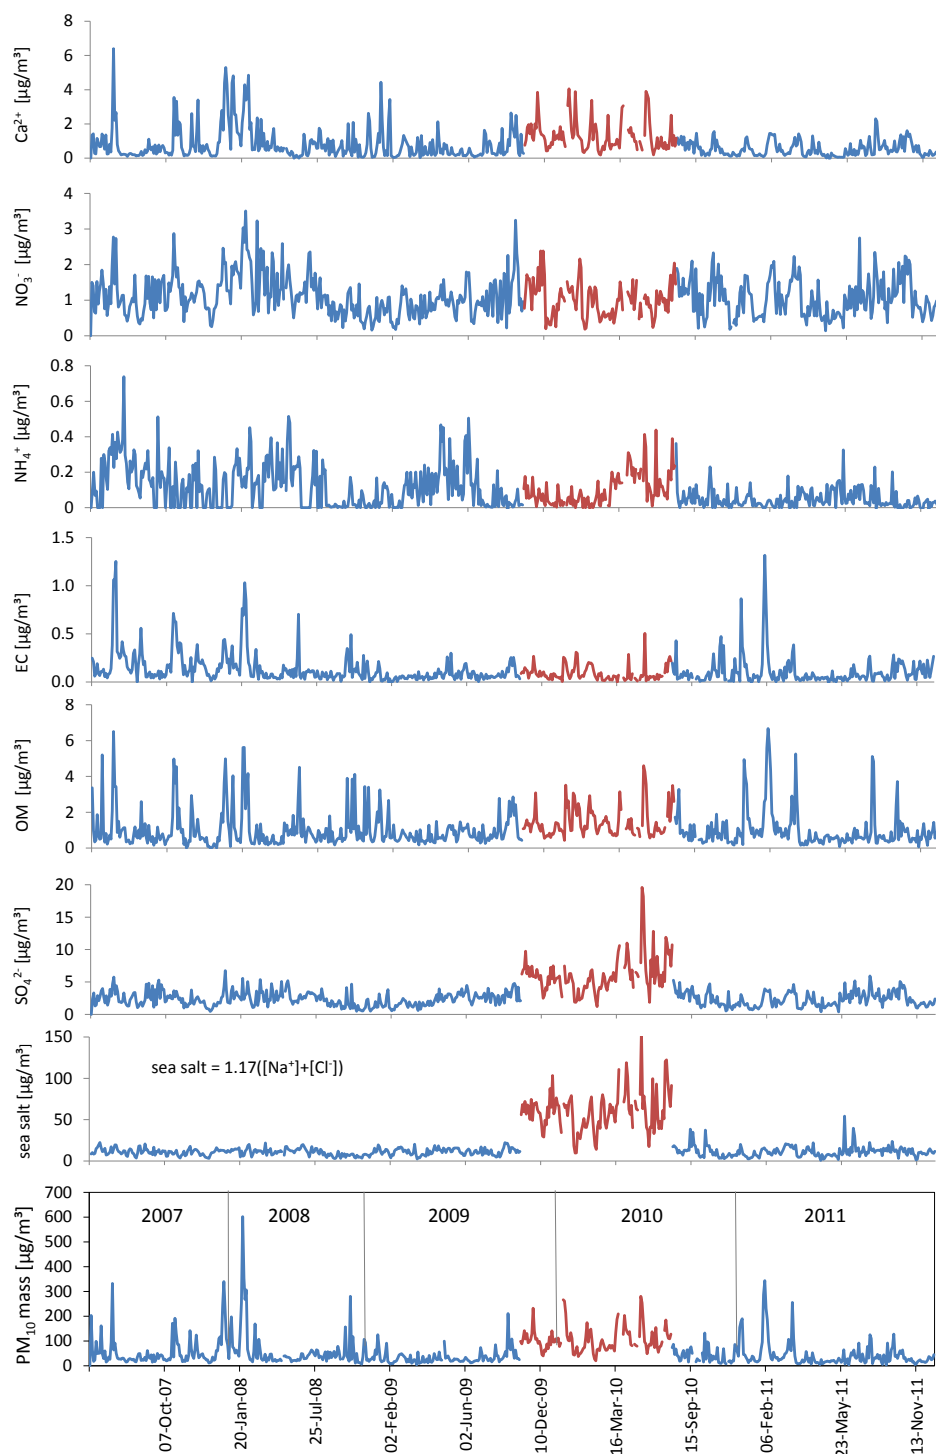 8
6
4
2
0
Ca²⁺ [µg/m³]
4
3
2
1
0
NO₃⁻ [µg/m³]
0.8
0.6
0.4
0.2
0
NH₄⁺ [µg/m³]
1.5
1.0
0.5
0.0
EC [µg/m³]
8
6
4
2
0
OM [µg/m³]
20
15
10
5
0
SO₄²⁻ [µg/m³]
150
100
50
0
sea salt [µg/m³]
sea salt = 1.17([Na⁺]+[Cl⁻])
700
600
500
400
300
200
100
0
PM₁₀ mass [µg/m³]
2007 2008 2009 2010 2011
07-Oct-07
20-Jan-08
25-Jul-08
02-Feb-09
02-Jun-09
10-Dec-09
16-Mar-10
15-Sep-10
06-Feb-11
23-May-11
13-Nov-11